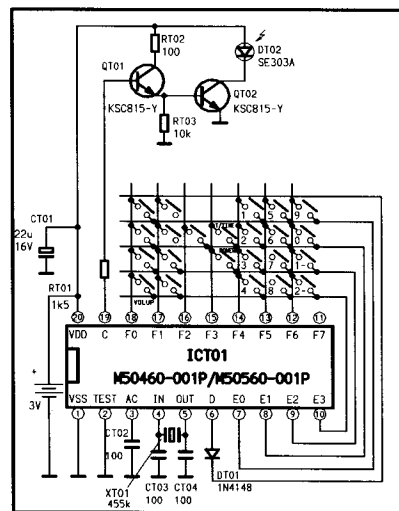 RT02
100
DT02
SE303A
QT01
QT02
KSC815-Y
KSC815-Y
RT03
10k
CT01
22u
16V
1 5 9
T/TIME 2 6 0
3 7 1-
4 8 2-
VOLUP
RT01
1k5
20 19 18 17 16 15 14 13 12 11
VDD C F0 F1 F2 F3 F4 F5 F6 F7
ICT01
M50460-001P/M50560-001P
VSS TEST AC IN OUT D E0 E1 E2 E3
1 2 3 4 5 6 7 8 9 10
+
3V
CT02
100
XT01
455k
CT03
100
CT04
100
DT01
1N4148